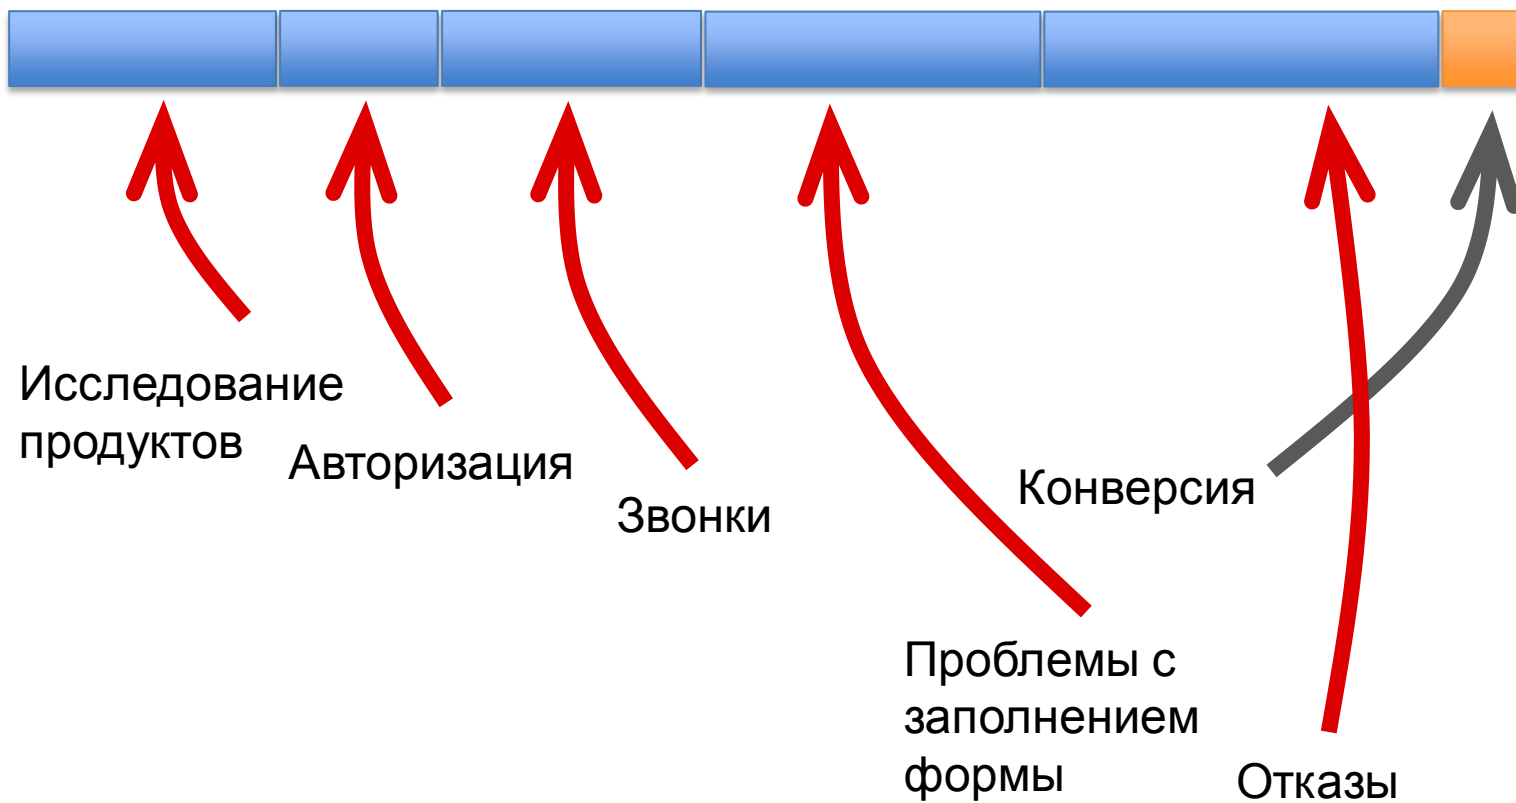 Исследование
продуктов
Авторизация
Звонки
Конверсия
Проблемы с
заполнением
формы
Отказы